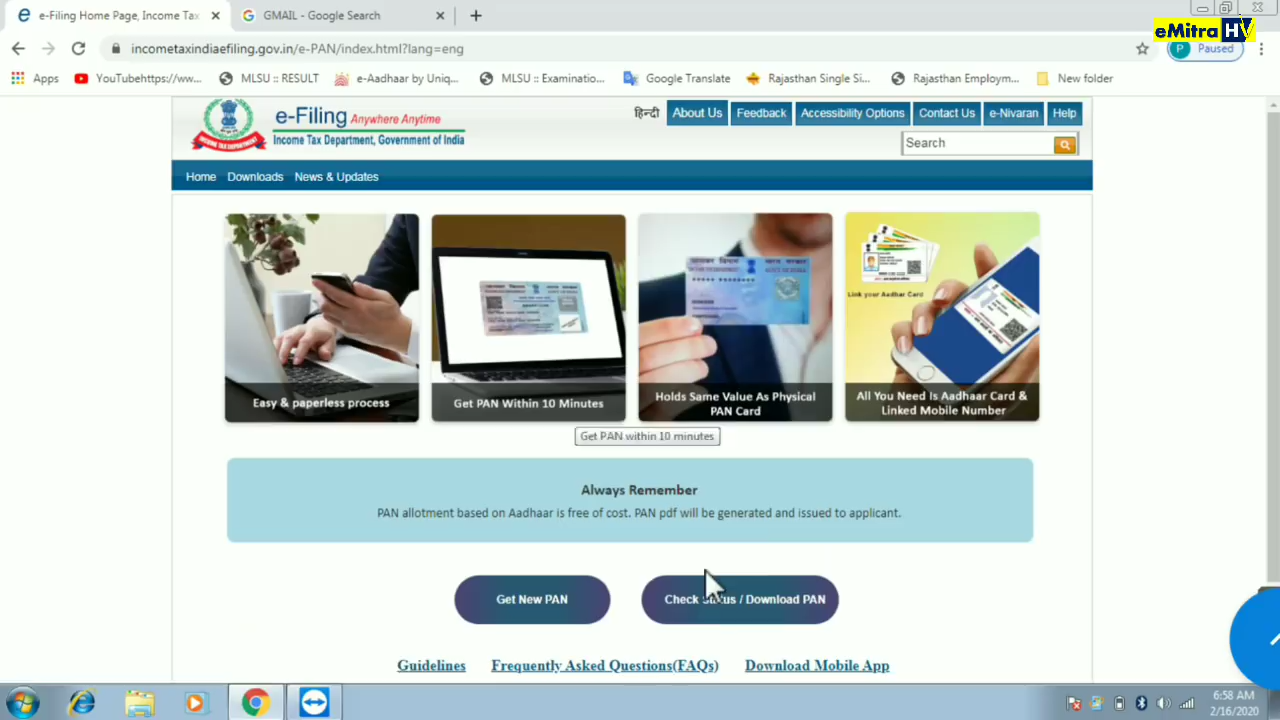 e-Filing Home Page, Income Tax
GMAIL - Google Search
eMitra HV
incometaxindiaefiling.gov.in/e-PAN/index.html?lang=eng
P Paused
Apps
YouTubehttps://ww...
MLSU :: RESULT
e-Aadhaar by Uniq...
MLSU :: Examinatio...
Google Translate
Rajasthan Single Si...
Rajasthan Employm...
New folder
e-Filing Anywhere Anytime
Income Tax Department, Government of India
हिन्दी
About Us
Feedback
Accessibility Options
Contact Us
e-Nivaran
Help
Search
Home
Downloads
News & Updates
Link your Aadhar Card
Easy & paperless process
Get PAN Within 10 Minutes
Holds Same Value As Physical
PAN Card
All You Need Is Aadhaar Card &
Linked Mobile Number
Get PAN within 10 minutes
Always Remember
PAN allotment based on Aadhaar is free of cost. PAN pdf will be generated and issued to applicant.
Get New PAN
Check Status / Download PAN
Guidelines
Frequently Asked Questions(FAQs)
Download Mobile App
6:58 AM
2/16/2020